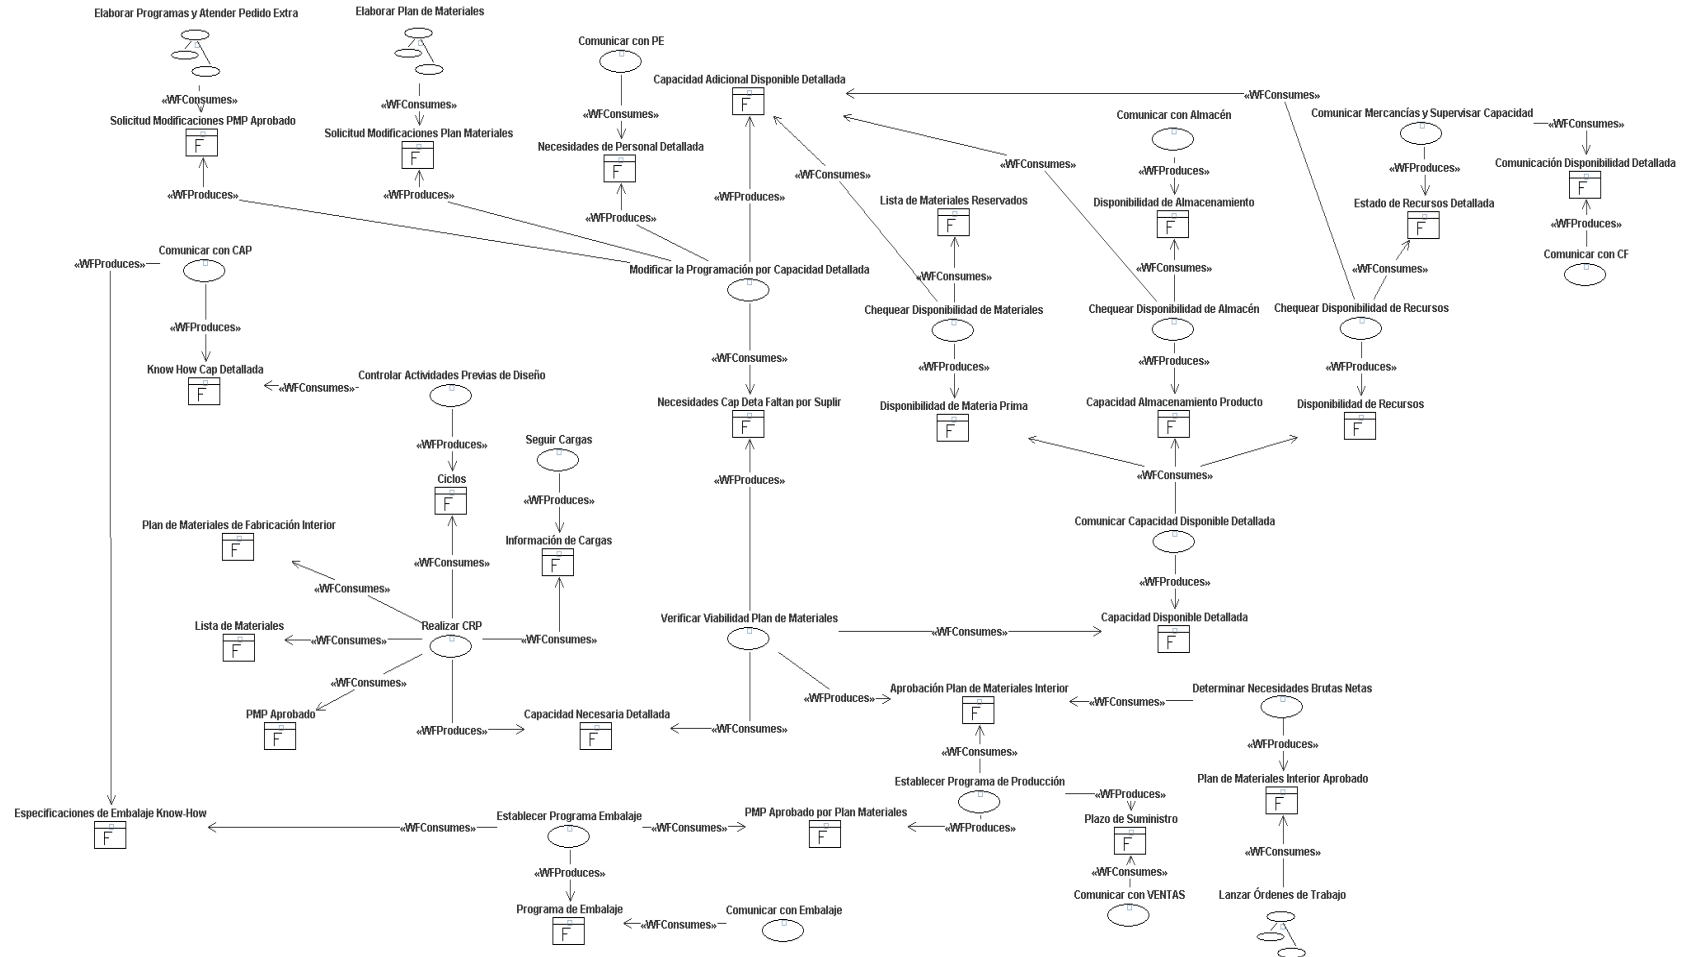 Elaborar Programas y Atender Pedido Extra
Elaborar Plan de Materiales
Comunicar con PE
Capacidad Adicional Disponible Detallada
«WFConsumes»
«WFConsumes»
«WFConsumes»
«WFConsumes»
F
Solicitud Modificaciones PMP Aprobado
F
Solicitud Modificaciones Plan Materiales
F
Necesidades de Personal Detallada
F
Comunicar con Almacén
Comunicar Mercancías y Supervisar Capacidad
«WFConsumes»
Comunicación Disponibilidad Detallada
F
«WFConsumes»
«WFConsumes»
«WFProduces»
«WFProduces»
«WFProduces»
«WFProduces»
«WFProduces»
«WFProduces»
Lista de Materiales Reservados
F
Disponibilidad de Almacenamiento
F
Estado de Recursos Detallada
F
«WFProduces»
«WFProduces»
Comunicar con CF
Comunicar con CAP
«WFProduces»
Modificar la Programación por Capacidad Detallada
«WFConsumes»
«WFConsumes»
«WFConsumes»
Chequear Disponibilidad de Materiales
Chequear Disponibilidad de Almacén
Chequear Disponibilidad de Recursos
«WFProduces»
«WFConsumes»
«WFProduces»
«WFProduces»
«WFProduces»
Know How Cap Detallada
F
«WFConsumes»
Controlar Actividades Previas de Diseño
Necesidades Cap Deta Faltan por Suplir
F
Disponibilidad de Materia Prima
F
Capacidad Almacenamiento Producto
F
Disponibilidad de Recursos
F
«WFProduces»
Seguir Cargas
«WFProduces»
«WFConsumes»
Ciclos
F
«WFProduces»
Plan de Materiales de Fabricación Interior
F
Información de Cargas
F
Comunicar Capacidad Disponible Detallada
«WFConsumes»
«WFConsumes»
«WFProduces»
Lista de Materiales
F
«WFConsumes»
Realizar CRP
«WFConsumes»
Verificar Viabilidad Plan de Materiales
«WFConsumes»
Capacidad Disponible Detallada
F
«WFConsumes»
«WFProduces»
Aprobación Plan de Materiales Interior
F
«WFConsumes»
Determinar Necesidades Brutas Netas
PMP Aprobado
F
«WFProduces»
Capacidad Necesaria Detallada
F
«WFConsumes»
«WFConsumes»
«WFProduces»
Establecer Programa de Producción
«WFProduces»
Plan de Materiales Interior Aprobado
F
Especificaciones de Embalaje Know-How
F
«WFConsumes»
Establecer Programa Embalaje
«WFConsumes»
PMP Aprobado por Plan Materiales
F
«WFProduces»
Plazo de Suministro
F
«WFProduces»
«WFConsumes»
«WFConsumes»
Programa de Embalaje
F
«WFConsumes»
Comunicar con Embalaje
Comunicar con VENTAS
Lanzar Órdenes de Trabajo